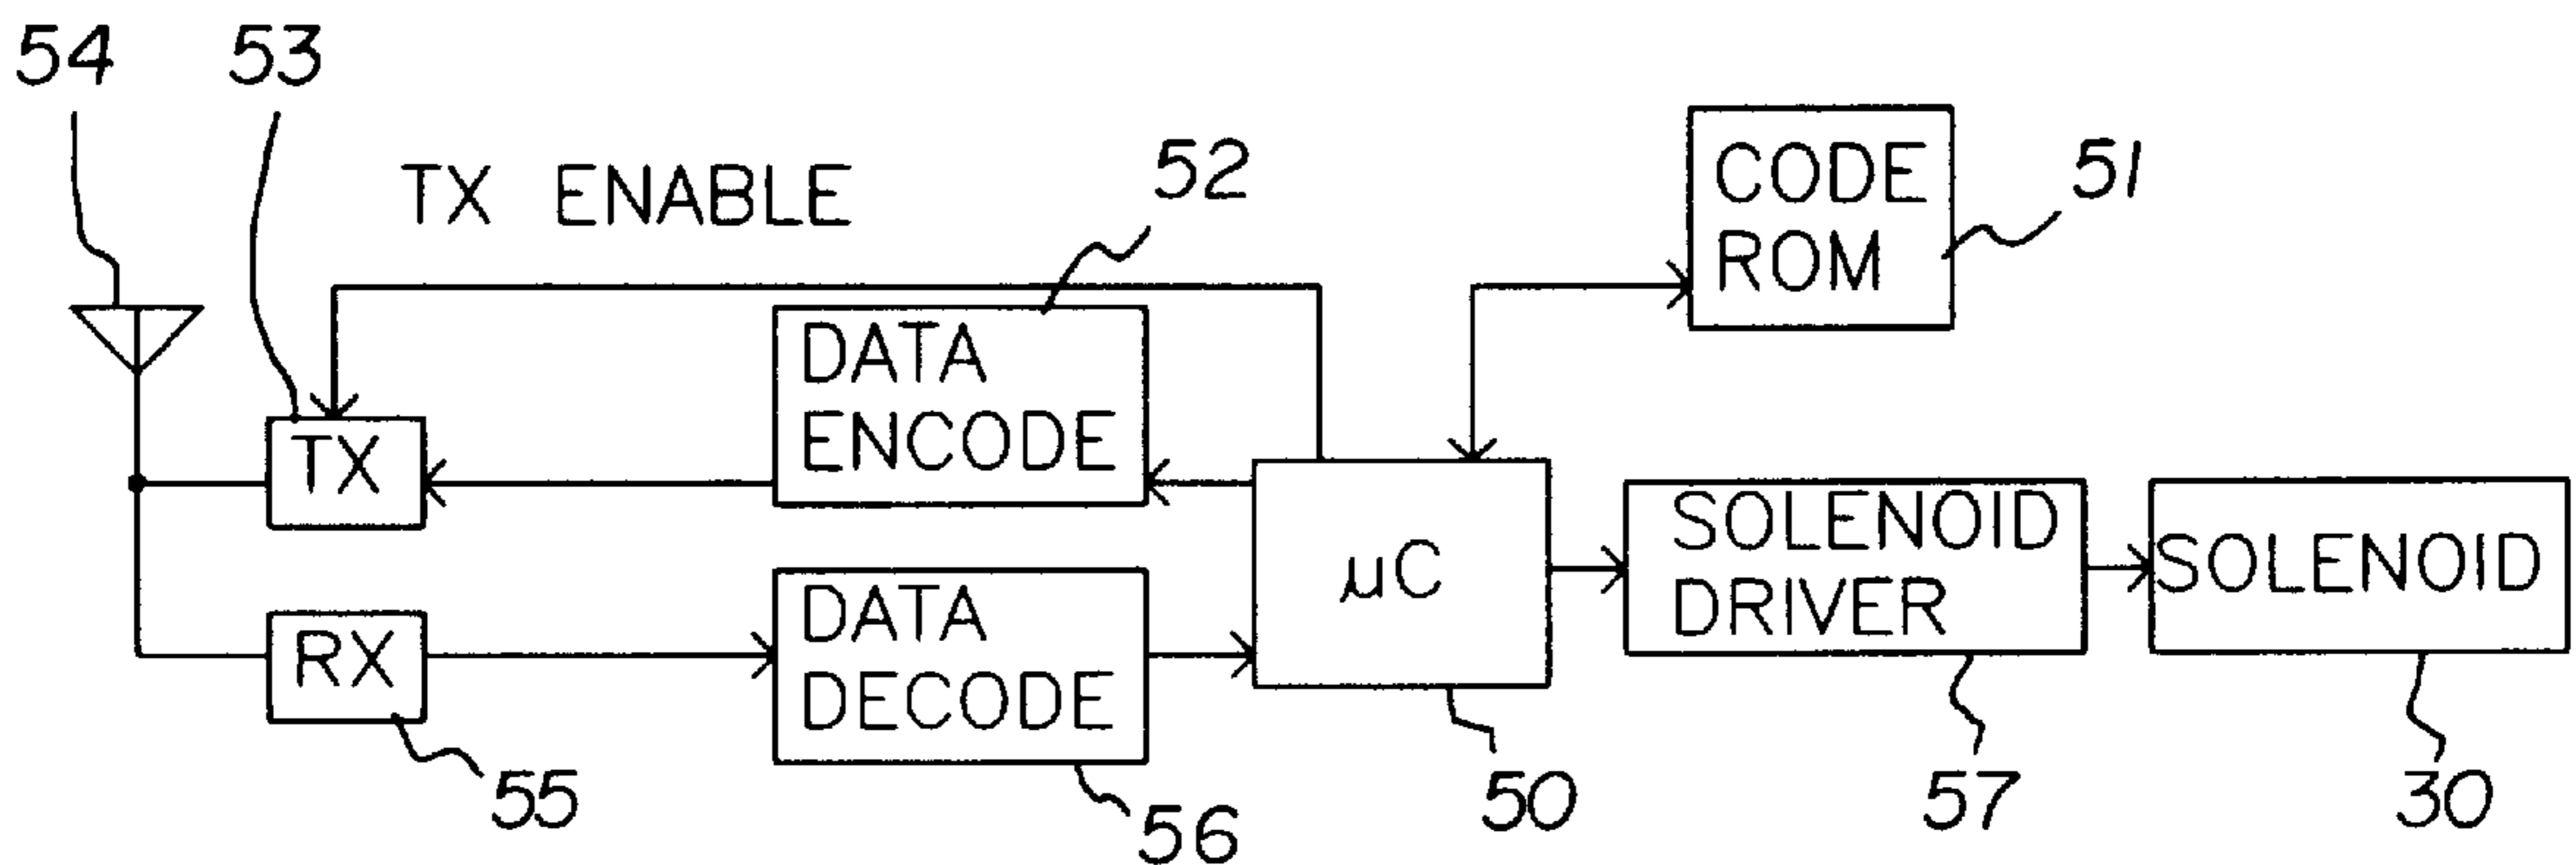 54
53
TX ENABLE
52
CODE
ROM
51
DATA
ENCODE
TX
µC
SOLENOID
DRIVER
SOLENOID
RX
DATA
DECODE
55
56
50
57
30